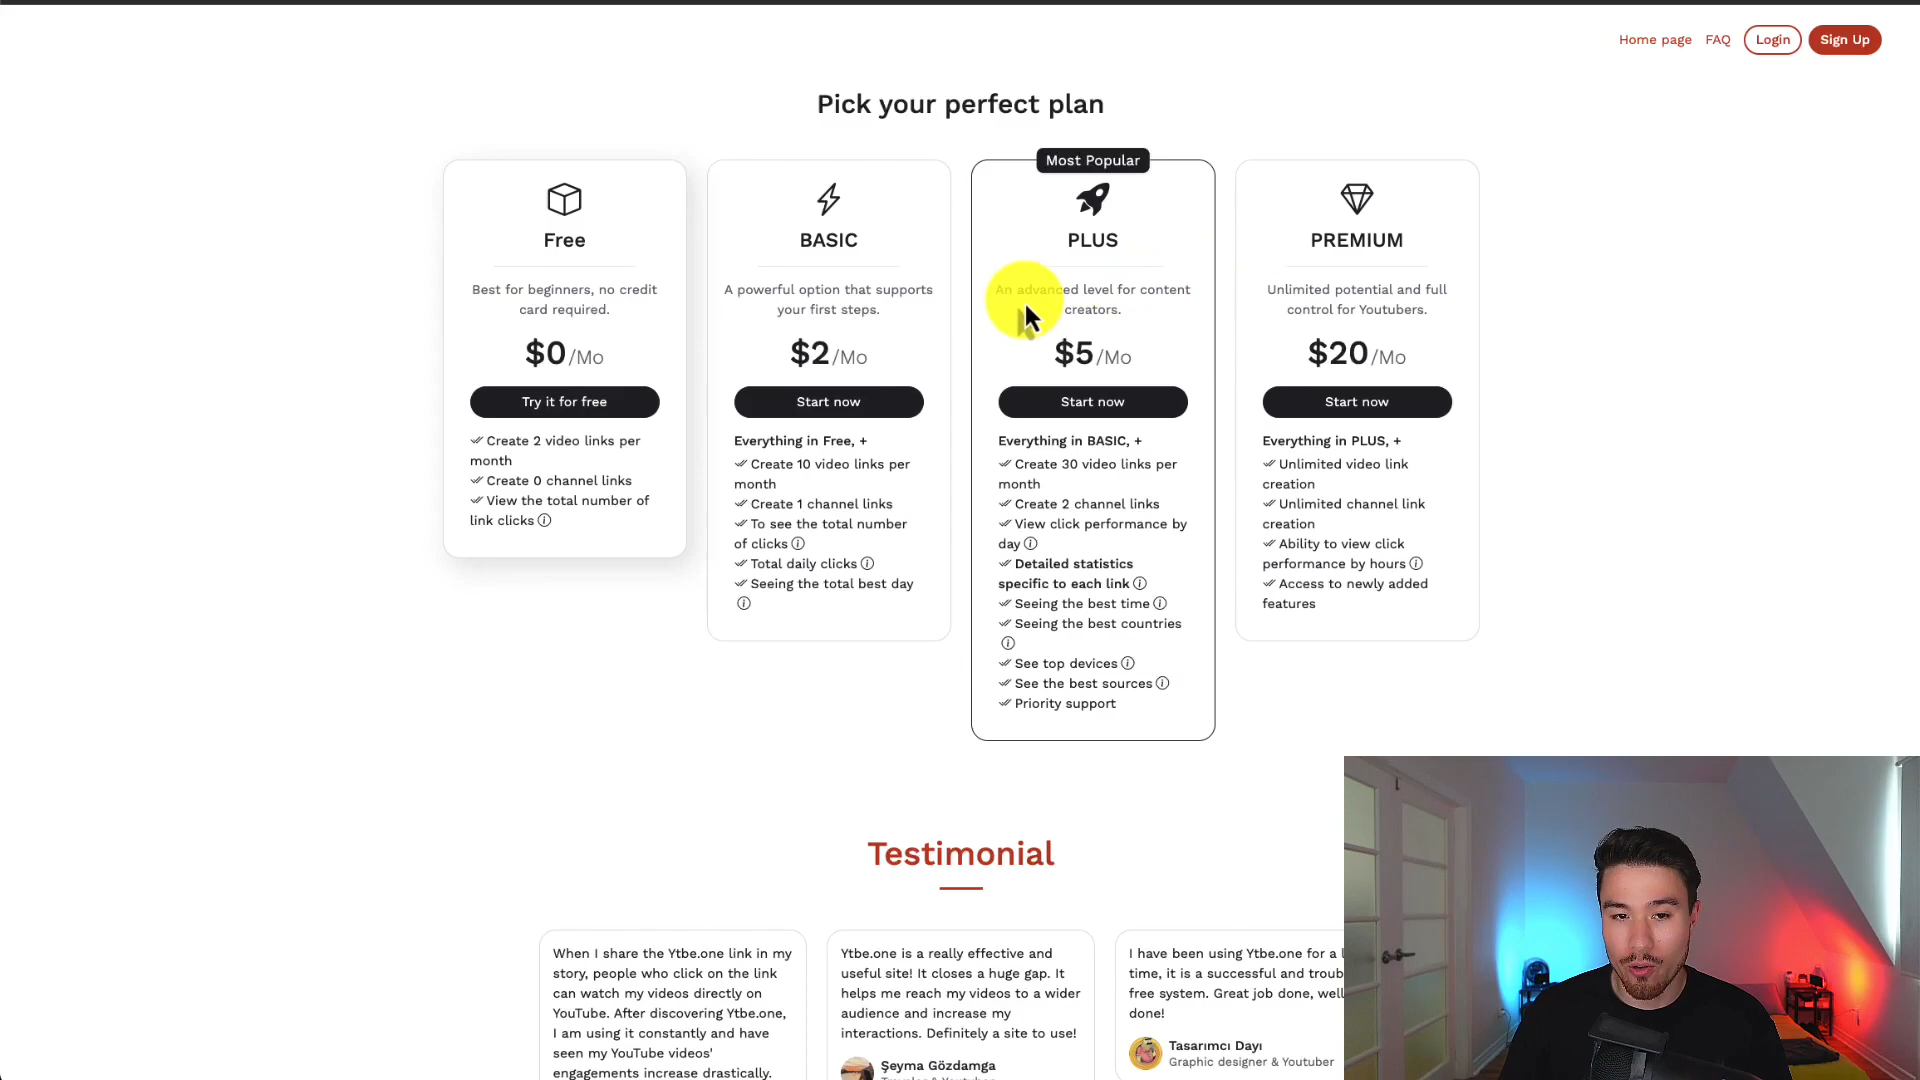 Home page FAQ Login Sign Up
Pick your perfect plan
Free
Best for beginners, no credit
card required.
$0/Mo
Try it for free
Create 2 video links per
month
Create 0 channel links
View the total number of
link clicks
BASIC
A powerful option that supports
your first steps.
$2/Mo
Start now
Everything in Free, +
Create 10 video links per
month
Create 1 channel links
To see the total number
of clicks
Total daily clicks
Seeing the total best day
Most Popular
PLUS
An advanced level for content
creators.
$5/Mo
Start now
Everything in BASIC, +
Create 30 video links per
month
Create 2 channel links
View click performance by
day
Detailed statistics
specific to each link
Seeing the best time
Seeing the best countries
See top devices
See the best sources
Priority support
PREMIUM
Unlimited potential and full
control for Youtubers.
$20/Mo
Start now
Everything in PLUS, +
Unlimited video link
creation
Unlimited channel link
creation
Ability to view click
performance by hours
Access to newly added
features
Testimonial
When I share the Ytbe.one link in my
story, people who click on the link
can watch my videos directly on
YouTube. After discovering Ytbe.one,
I am using it constantly and have
seen my YouTube videos'
engagements increase drastically.
Ytbe.one is a really effective and
useful site! It closes a huge gap. It
helps me reach my videos to a wider
audience and increase my
interactions. Definitely a site to use!
Şeyma Gözdamga
I have been using Ytbe.one for a
time, it is a successful and
free system. Great job done, well
done!
Tasarımcı Dayı
Graphic designer & Youtuber